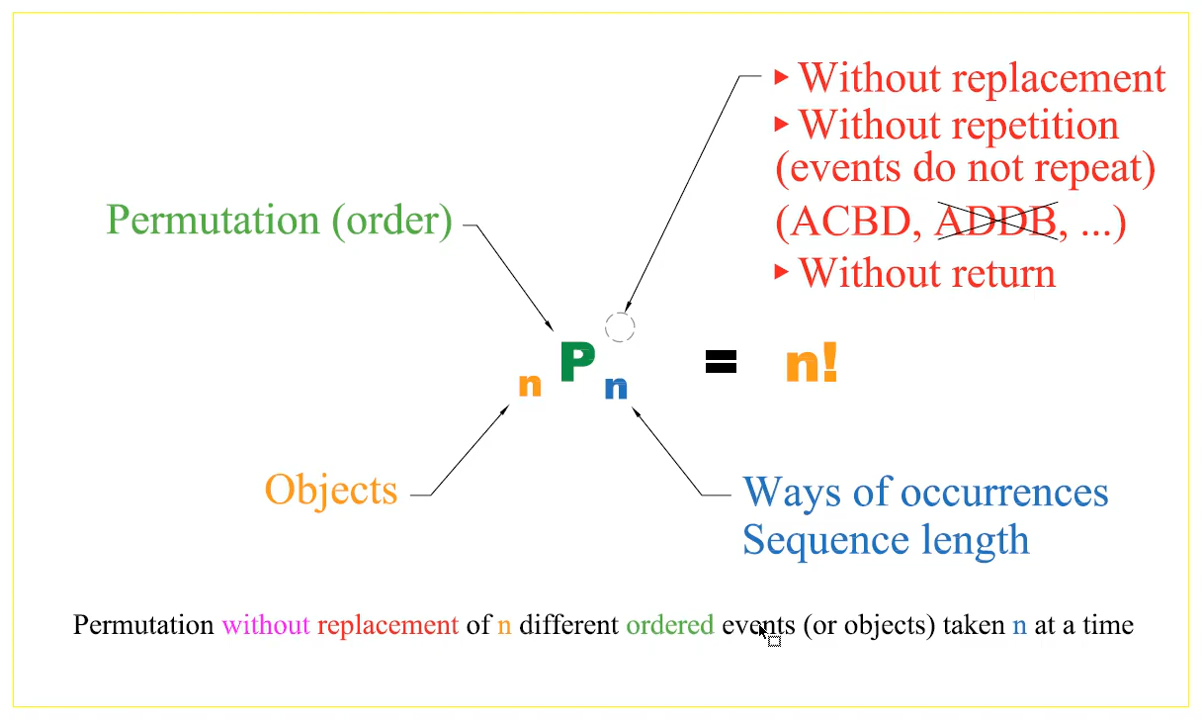 ▸ Without replacement
▸ Without repetition
(events do not repeat)
(ACBD, ADDB, ...)
▸ Without return
Permutation (order)
n P n = n!
Objects
Ways of occurrences
Sequence length
Permutation without replacement of n different ordered events (or objects) taken n at a time